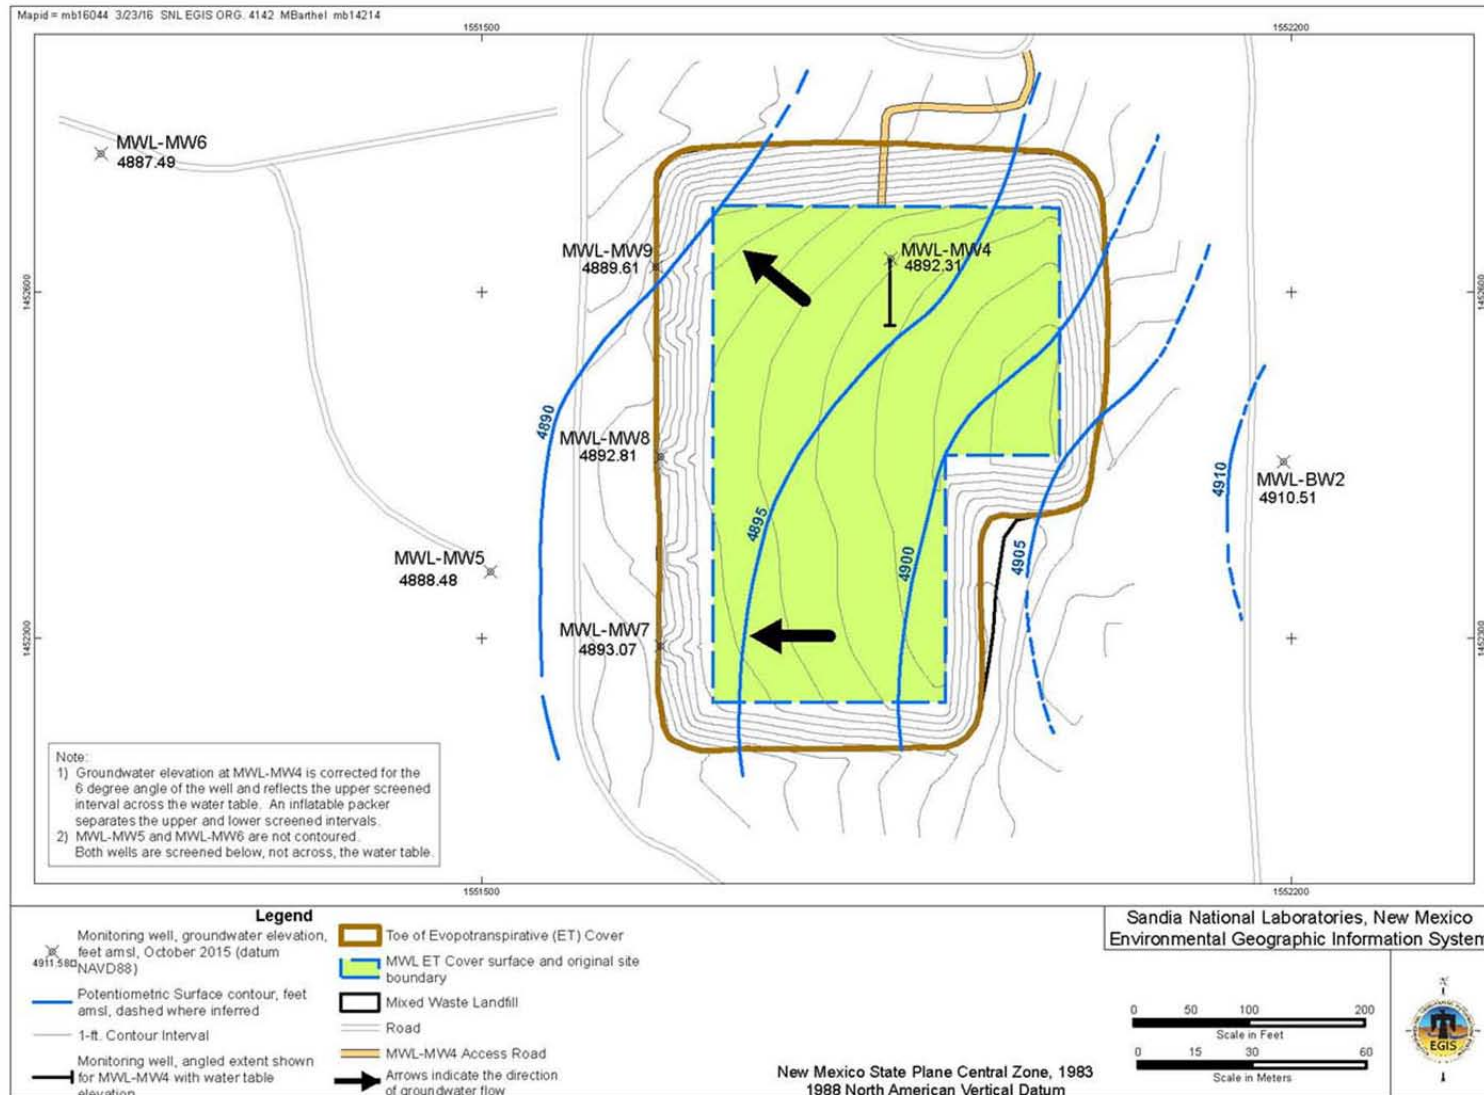 Mapid = mb16044 3/23/16 SNL EGIS ORG. 4142 MBarthel mb14214
1551500
1552200
MWL-MW6
4887.49
MWL-MW9
4889.61
MWL-MW4
4892.31
1452600
1452600
4890
MWL-MW8
4892.81
4910
MWL-BW2
4910.51
4895
MWL-MW5
4888.48
4900
4905
MWL-MW7
4893.07
1452300
1452300
Note:
1) Groundwater elevation at MWL-MW4 is corrected for the
6 degree angle of the well and reflects the upper screened
interval across the water table. An inflatable packer
separates the upper and lower screened intervals.
2) MWL-MW5 and MWL-MW6 are not contoured.
Both wells are screened below, not across, the water table.
1551500
1552200
Legend
Monitoring well, groundwater elevation,
feet amsl, October 2015 (datum
NAVD88)
4911.58
Potentiometric Surface contour, feet
amsl, dashed where inferred
1-ft. Contour Interval
Monitoring well, angled extent shown
for MWL-MW4 with water table
elevation
Toe of Evopotranspirative (ET) Cover
MWL ET Cover surface and original site
boundary
Mixed Waste Landfill
Road
MWL-MW4 Access Road
Arrows indicate the direction
of groundwater flow
Sandia National Laboratories, New Mexico
Environmental Geographic Information System
0 50 100 200
Scale in Feet
0 15 30 60
Scale in Meters
New Mexico State Plane Central Zone, 1983
1988 North American Vertical Datum
EGIS